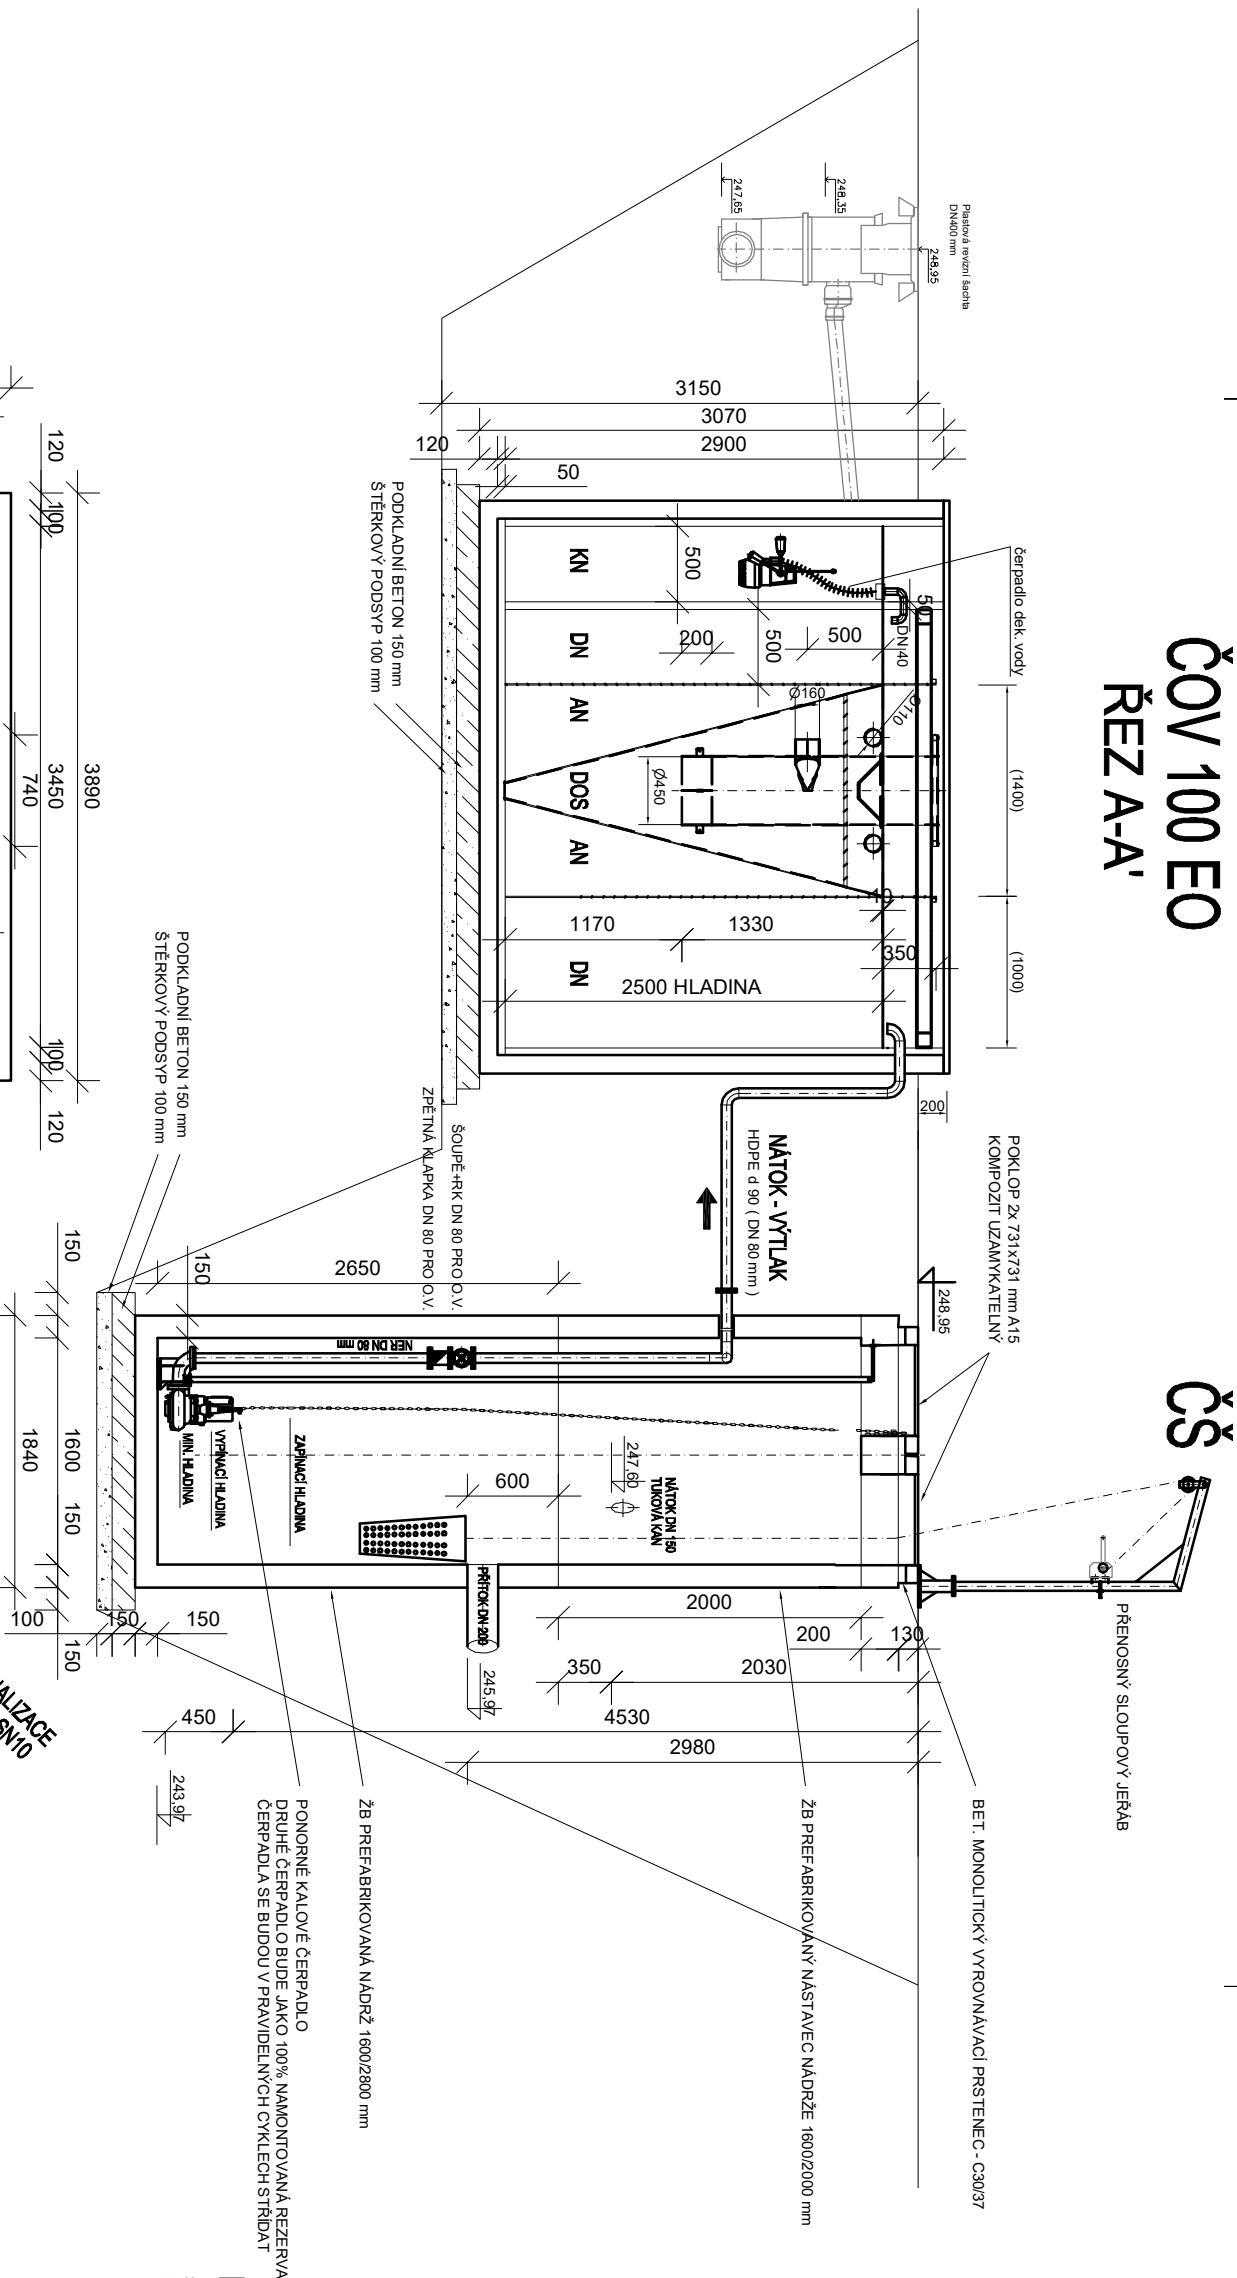 ČOV 100 EO
ŘEZ A-A'
ČŠ
Plastová revizní šachta
DN400 mm
248,95
248,35
247,65
3150
3070
2900
120
50
PODKLADNÍ BETON 150 mm
ŠTĚRKOVÝ PODSYP 100 mm
čerpadlo dek. vody
KN
DN
AN
DOS
AN
DN
500
500
200
500
50
DN 40
Ø160
Ø110
Ø450
(1400)
(1000)
10
1170
1330
350
2500 HLADINA
200
NÁTOK - VÝTLAK
HDPE d 90 ( DN 80 mm )
POKLOP 2x 731x731 mm A15
KOMPOZIT UZAMYKATELNÝ
248,95
ŠOUPĚ+RK DN 80 PRO O.V.
ZPĚTNÁ KLAPKA DN 80 PRO O.V.
2650
150
NER DN 80 mm
MIN. HLADINA
VYPÍNACÍ HLADINA
ZAPÍNACÍ HLADINA
600
247,60
NÁTOK DN 150
TUKOVÁ KAN
PŘÍTOK DN 200
245,97
PŘENOSNÝ SLOUPOVÝ JEŘÁB
BET. MONOLITICKÝ VYROVNÁVACÍ PRSTENEC - C30/37
ŽB PREFABRIKOVANÝ NÁSTAVEC NÁDRŽE 1600/2000 mm
ŽB PREFABRIKOVANÁ NÁDRŽ 1600/2800 mm
PONORNÉ KALOVÉ ČERPADLO
DRUHÉ ČERPADLO BUDE JAKO 100% NAMONTOVANÁ REZERVA
ČERPADLA SE BUDOU V PRAVIDELNÝCH CYKLECH STŘÍDAT
2000
200
130
350
2030
450
4530
2980
243,97
100
150
150
PODKLADNÍ BETON 150 mm
ŠTĚRKOVÝ PODSYP 100 mm
150
1600
150
150
1840
120
100
3450
100
120
3890
740
ALIZACE
SN10